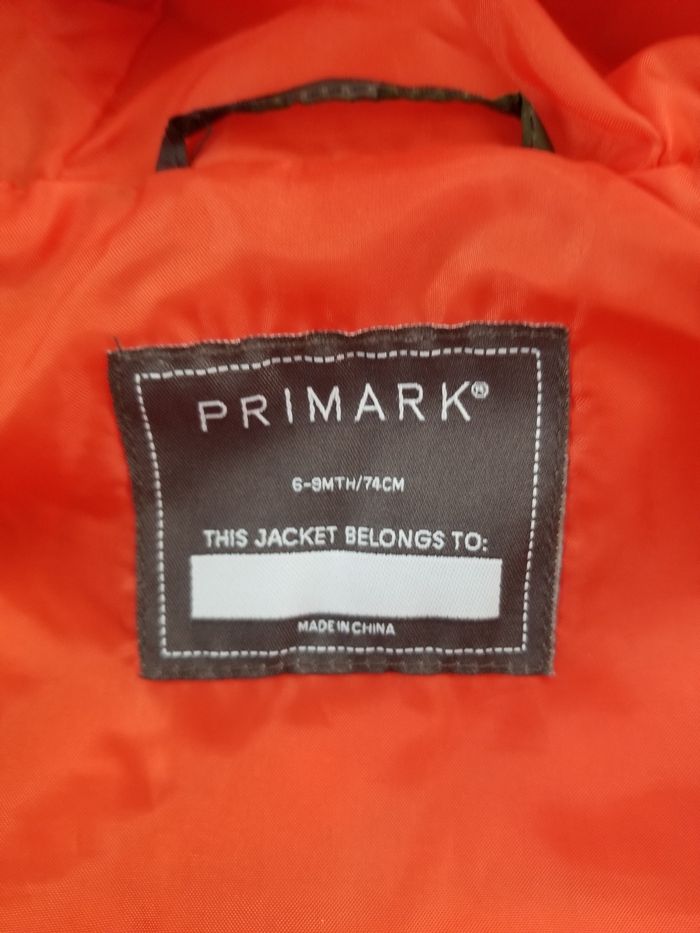 PRIMARK®
6-9MTH/74CM
THIS JACKET BELONGS TO:
MADE IN CHINA